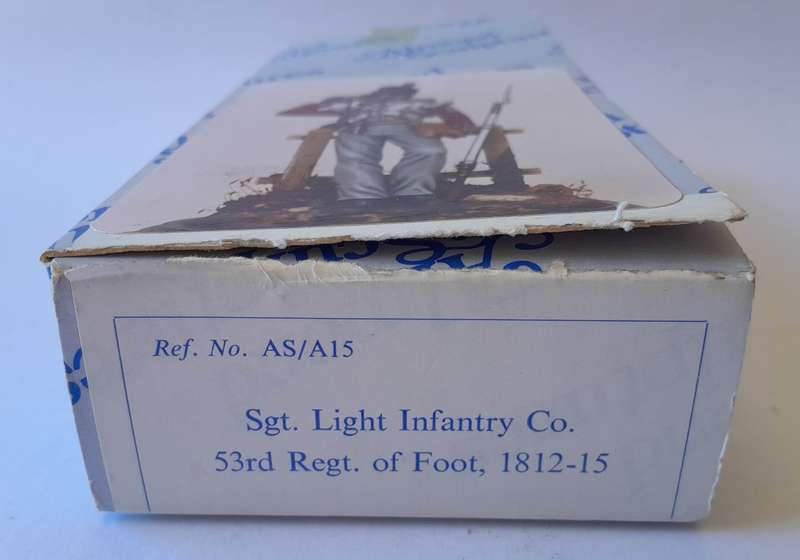 Ref. No. AS/A15
Sgt. Light Infantry Co.
53rd Regt. of Foot, 1812-15